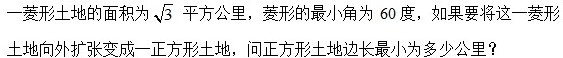 一菱形土地的面积为√3 平方公里，菱形的最小角为 60 度，如果要将这一菱形
土地向外扩张变成一正方形土地，问正方形土地边长最小为多少公里？